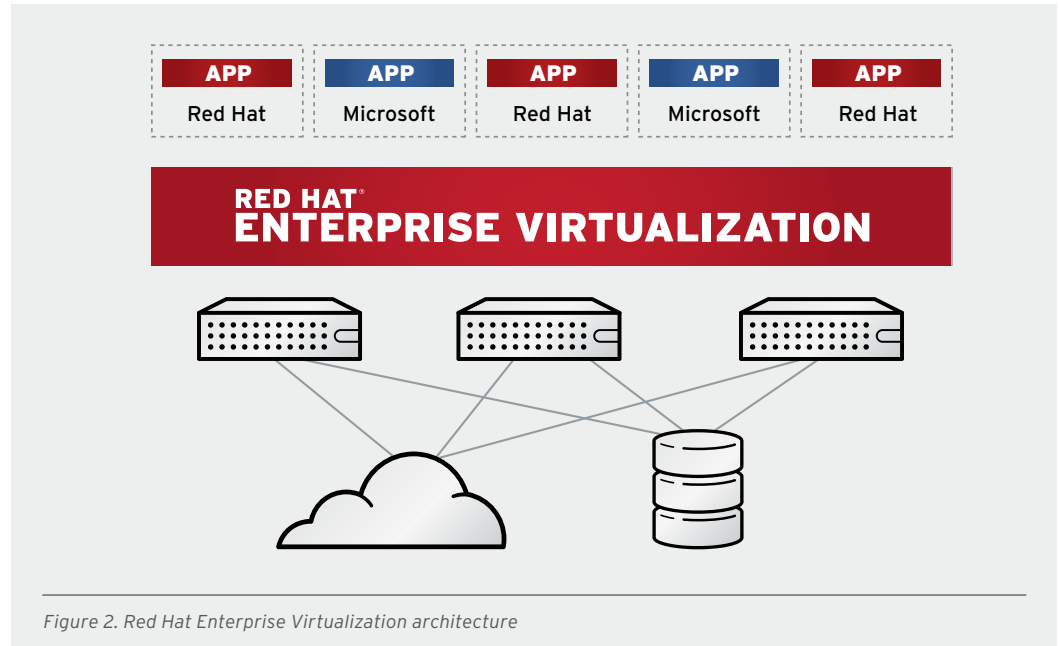 APP APP APP APP APP
Red Hat Microsoft Red Hat Microsoft Red Hat
RED HAT®
ENTERPRISE VIRTUALIZATION
Figure 2. Red Hat Enterprise Virtualization architecture